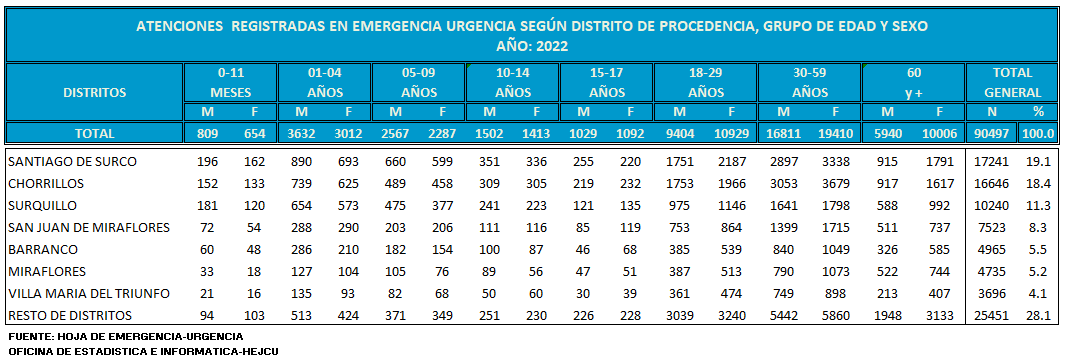 ATENCIONES REGISTRADAS EN EMERGENCIA URGENCIA SEGÚN DISTRITO DE PROCEDENCIA, GRUPO DE EDAD Y SEXO
AÑO: 2022
DISTRITOS 0-11 MESES 01-04 AÑOS 05-09 AÑOS 10-14 AÑOS 15-17 AÑOS 18-29 AÑOS 30-59 AÑOS 60 y + TOTAL GENERAL
M F M F M F M F M F M F M F M F N %
TOTAL 809 654 3632 3012 2567 2287 1502 1413 1029 1092 9404 10929 16811 19410 5940 10006 90497 100.0
SANTIAGO DE SURCO 196 162 890 693 660 599 351 336 255 220 1751 2187 2897 3338 915 1791 17241 19.1
CHORRILLOS 152 133 739 625 489 458 309 305 219 232 1753 1966 3053 3679 917 1617 16646 18.4
SURQUILLO 181 120 654 573 475 377 241 223 121 135 975 1146 1641 1798 588 992 10240 11.3
SAN JUAN DE MIRAFLORES 72 54 288 290 203 206 111 116 85 119 753 864 1399 1715 511 737 7523 8.3
BARRANCO 60 48 286 210 182 154 100 87 46 68 385 539 840 1049 326 585 4965 5.5
MIRAFLORES 33 18 127 104 105 76 89 56 47 51 387 513 790 1073 522 744 4735 5.2
VILLA MARIA DEL TRIUNFO 21 16 135 93 82 68 50 60 30 39 361 474 749 898 213 407 3696 4.1
RESTO DE DISTRITOS 94 103 513 424 371 349 251 230 226 228 3039 3240 5442 5860 1948 3133 25451 28.1
FUENTE: HOJA DE EMERGENCIA-URGENCIA
OFICINA DE ESTADISTICA E INFORMATICA-HEJCU